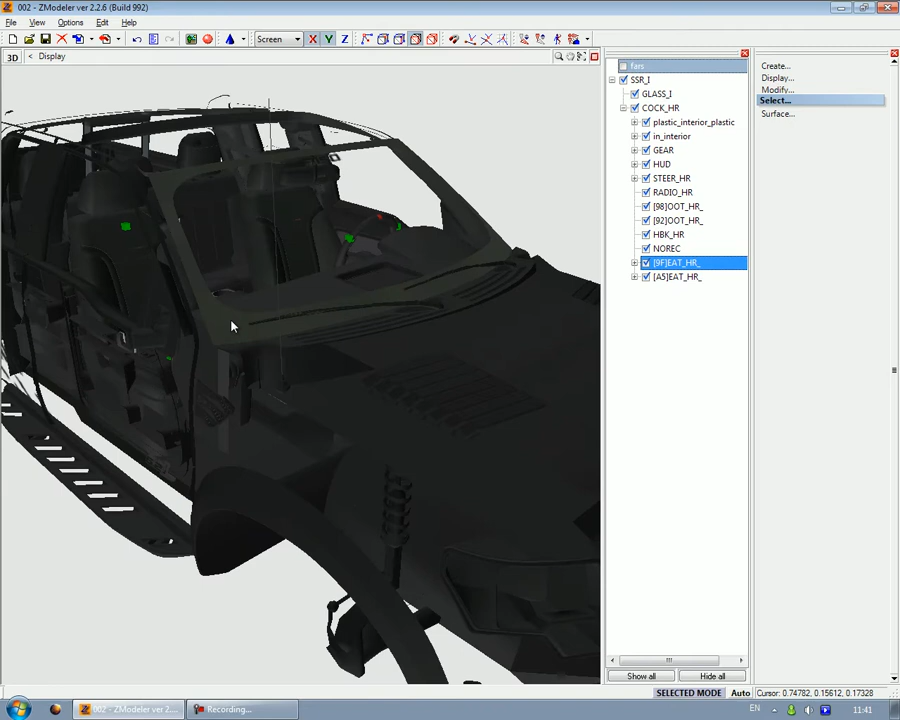 002 - ZModeler ver 2.2.6 (Build 992)
File View Options Edit Help
Screen X Y Z
3D < Display
fars
SSR_I
GLASS_I
COCK_HR
plastic_interior_plastic
in_interior
GEAR
HUD
STEER_HR
RADIO_HR
[98]OOT_HR_
[92]OOT_HR_
HBK_HR
NOREC
[9F]EAT_HR_
[A5]EAT_HR_
Create...
Display...
Modify...
Select...
Surface...
Show all Hide all
SELECTED MODE Auto Cursor: 0.74782, 0.15612, 0.17328
002 - ZModeler ver 2.... Recording... EN 11:41